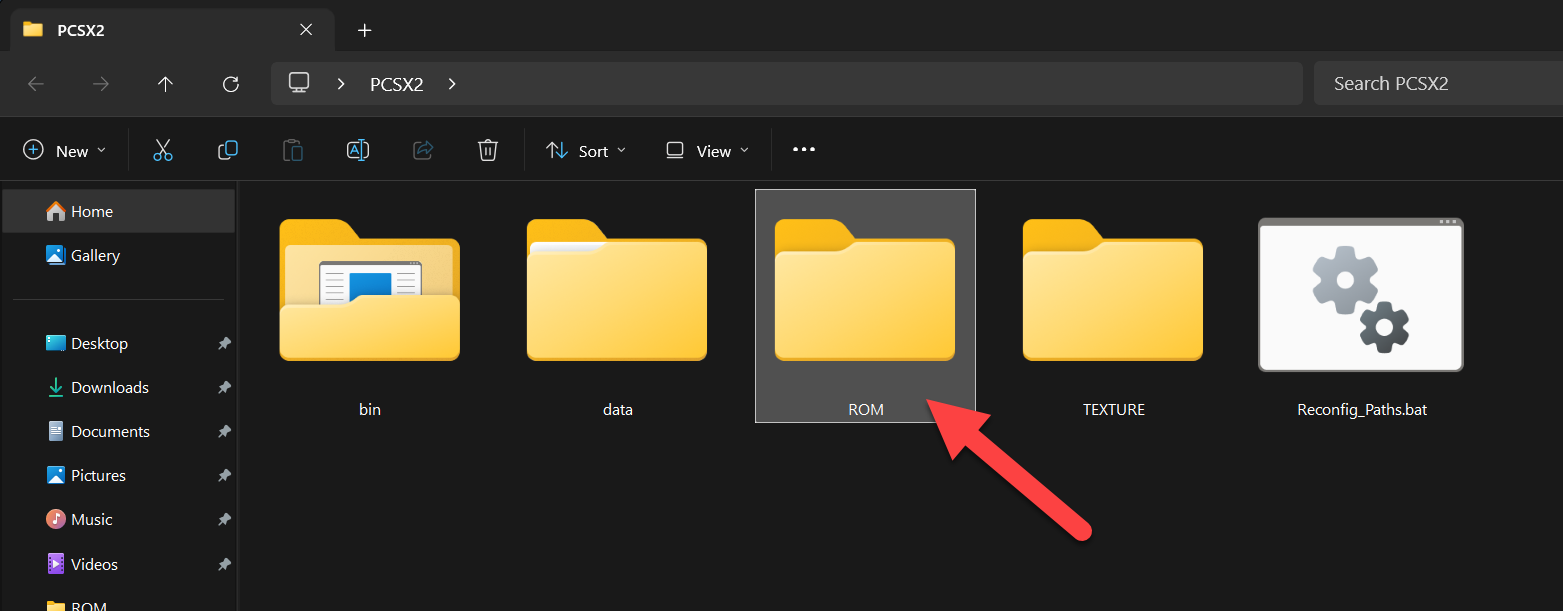 PCSX2
PCSX2
Search PCSX2
New
Sort
View
Home
Gallery
Desktop
Downloads
Documents
Pictures
Music
Videos
ROM
bin
data
ROM
TEXTURE
Reconfig_Paths.bat